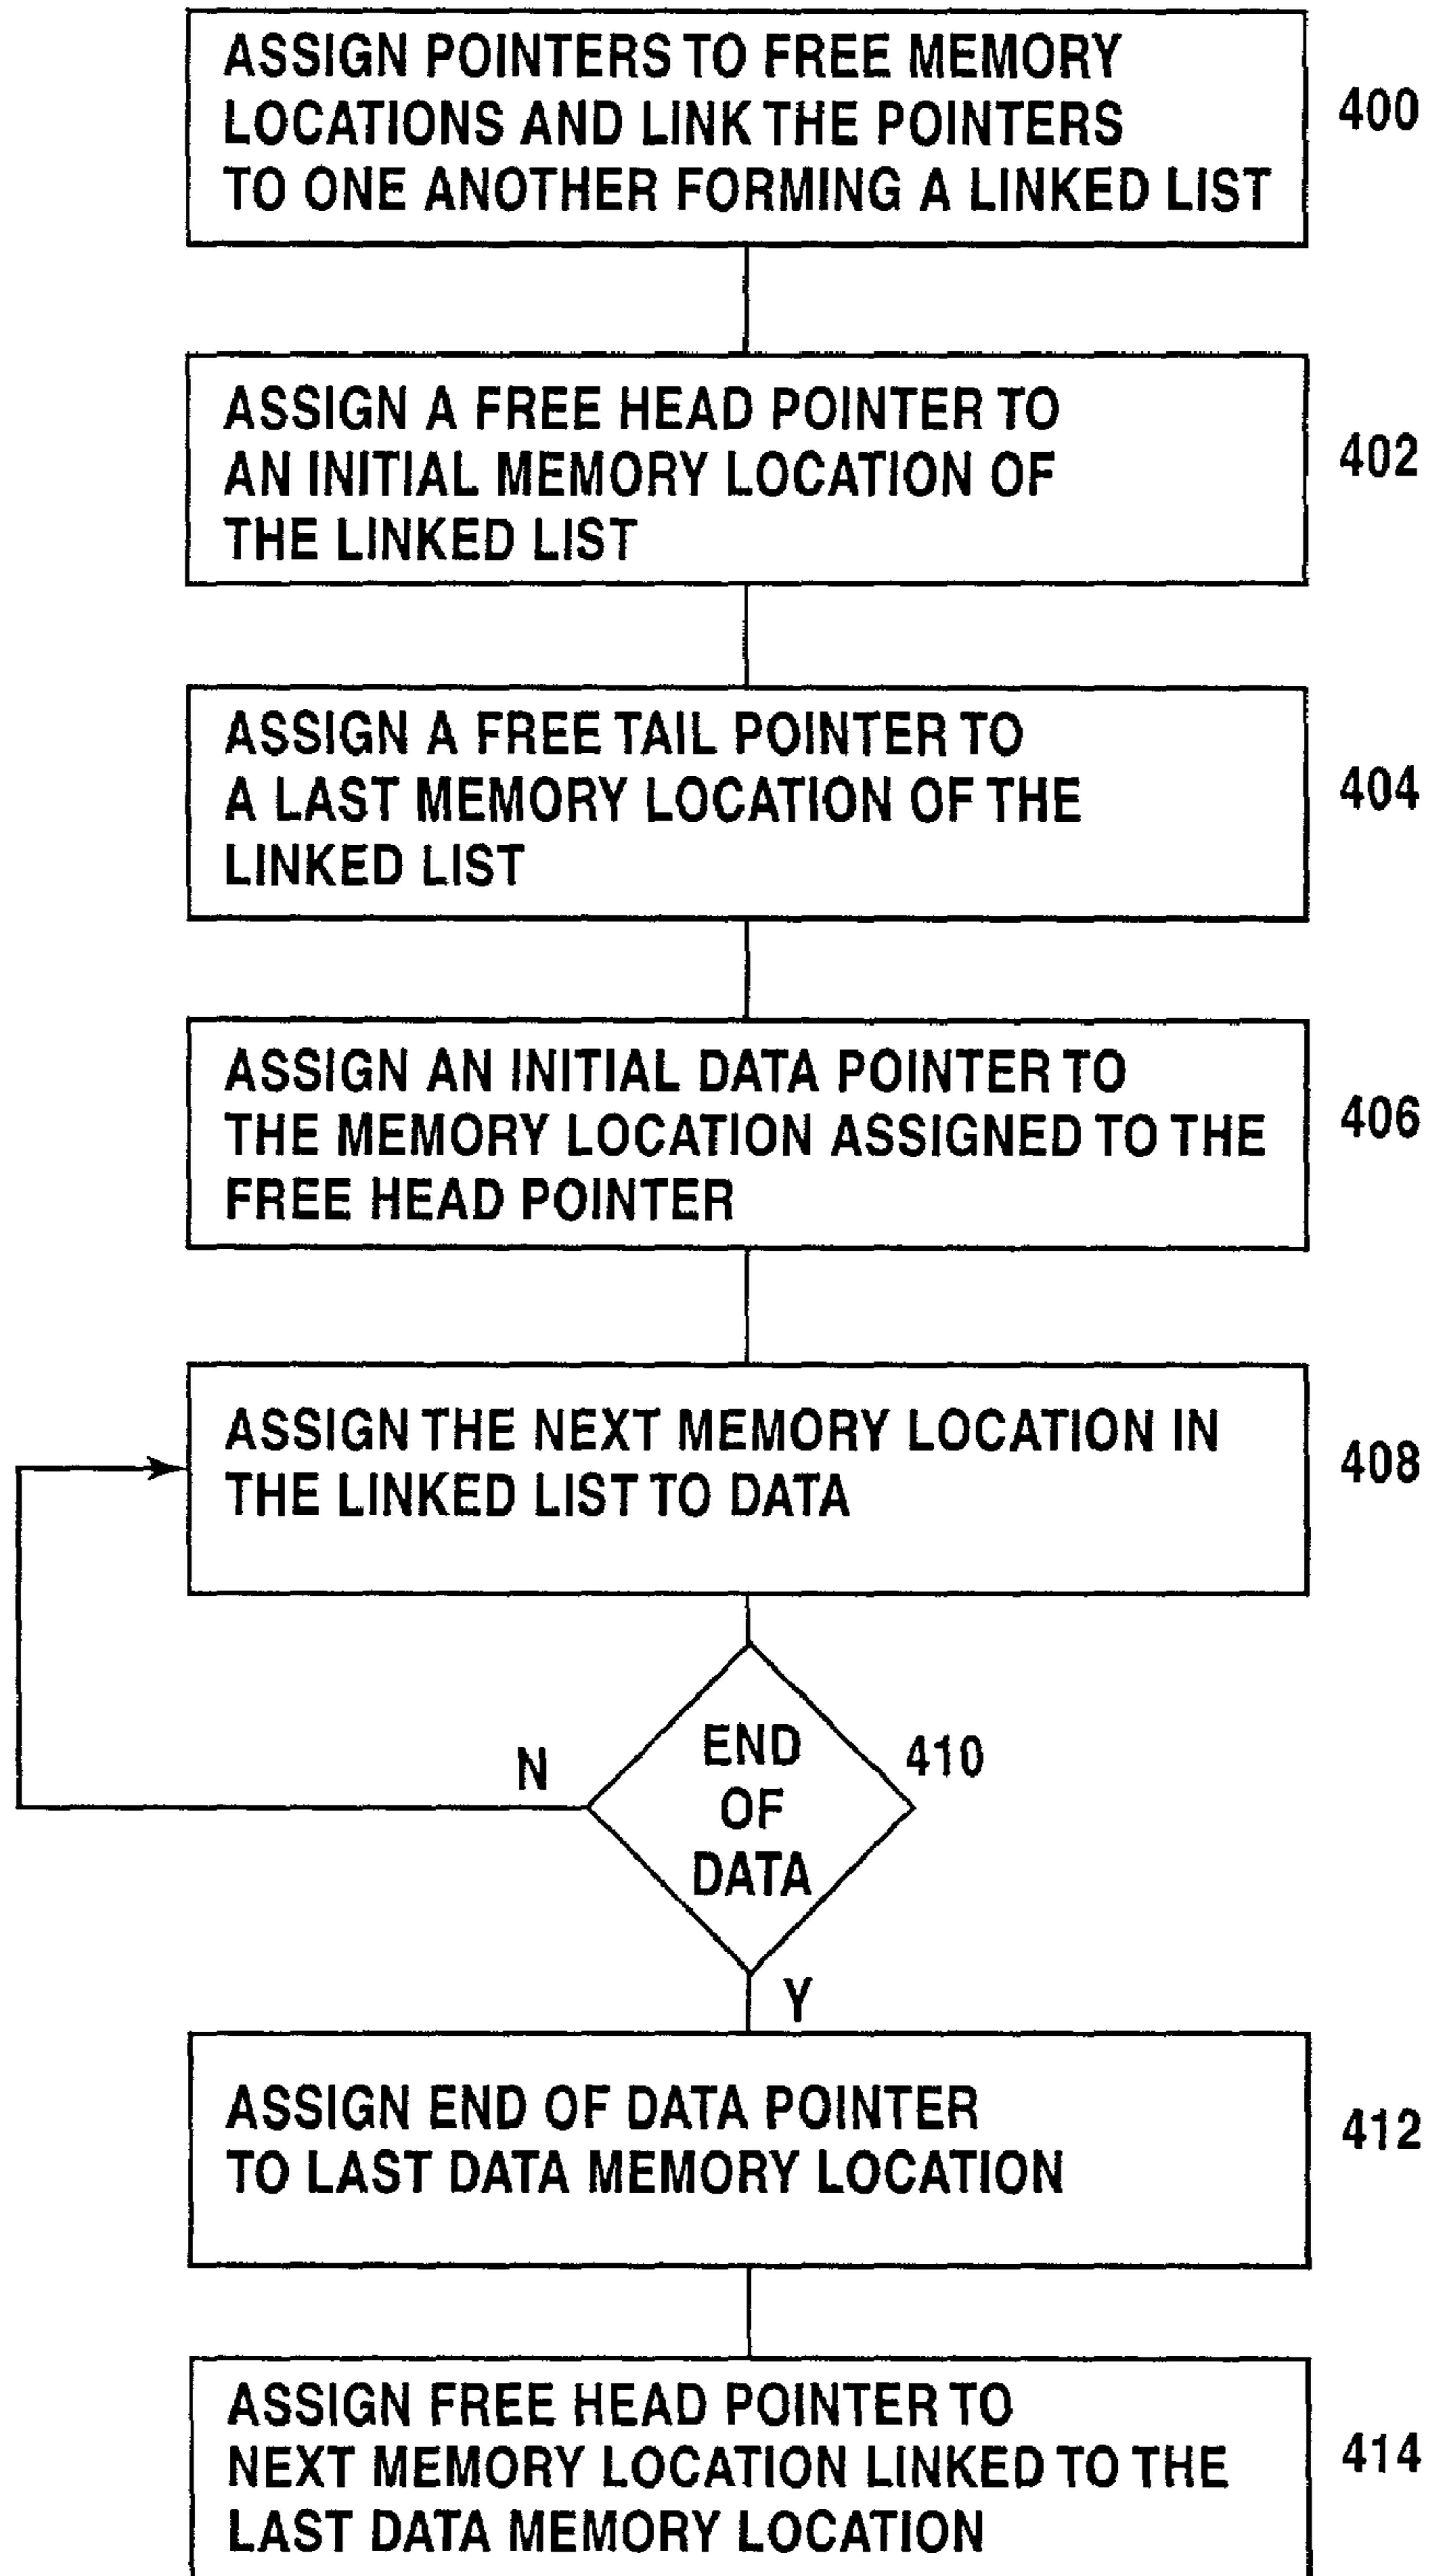 ASSIGN POINTERS TO FREE MEMORY
LOCATIONS AND LINK THE POINTERS
TO ONE ANOTHER FORMING A LINKED LIST
400
ASSIGN A FREE HEAD POINTER TO
AN INITIAL MEMORY LOCATION OF
THE LINKED LIST
402
ASSIGN A FREE TAIL POINTER TO
A LAST MEMORY LOCATION OF THE
LINKED LIST
404
ASSIGN AN INITIAL DATA POINTER TO
THE MEMORY LOCATION ASSIGNED TO THE
FREE HEAD POINTER
406
ASSIGN THE NEXT MEMORY LOCATION IN
THE LINKED LIST TO DATA
408
END
OF
DATA
410
N
Y
ASSIGN END OF DATA POINTER
TO LAST DATA MEMORY LOCATION
412
ASSIGN FREE HEAD POINTER TO
NEXT MEMORY LOCATION LINKED TO THE
LAST DATA MEMORY LOCATION
414